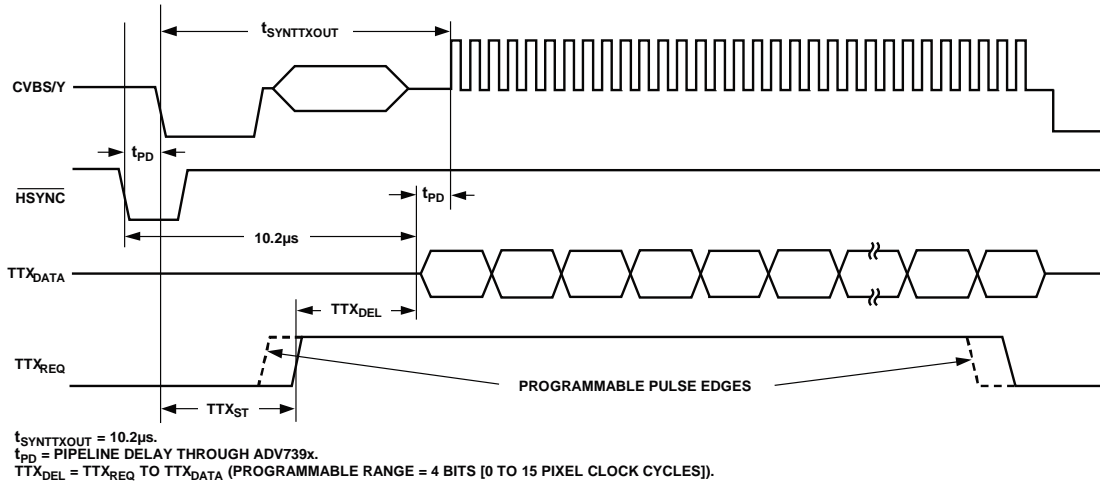 tSYNTTXOUT
CVBS/Y
tPD
HSYNC
tPD
10.2µs
TTXDATA
TTXDEL
TTXREQ
PROGRAMMABLE PULSE EDGES
TTXST
tSYNTTXOUT = 10.2µs.
tPD = PIPELINE DELAY THROUGH ADV739x.
TTXDEL = TTXREQ TO TTXDATA (PROGRAMMABLE RANGE = 4 BITS [0 TO 15 PIXEL CLOCK CYCLES]).